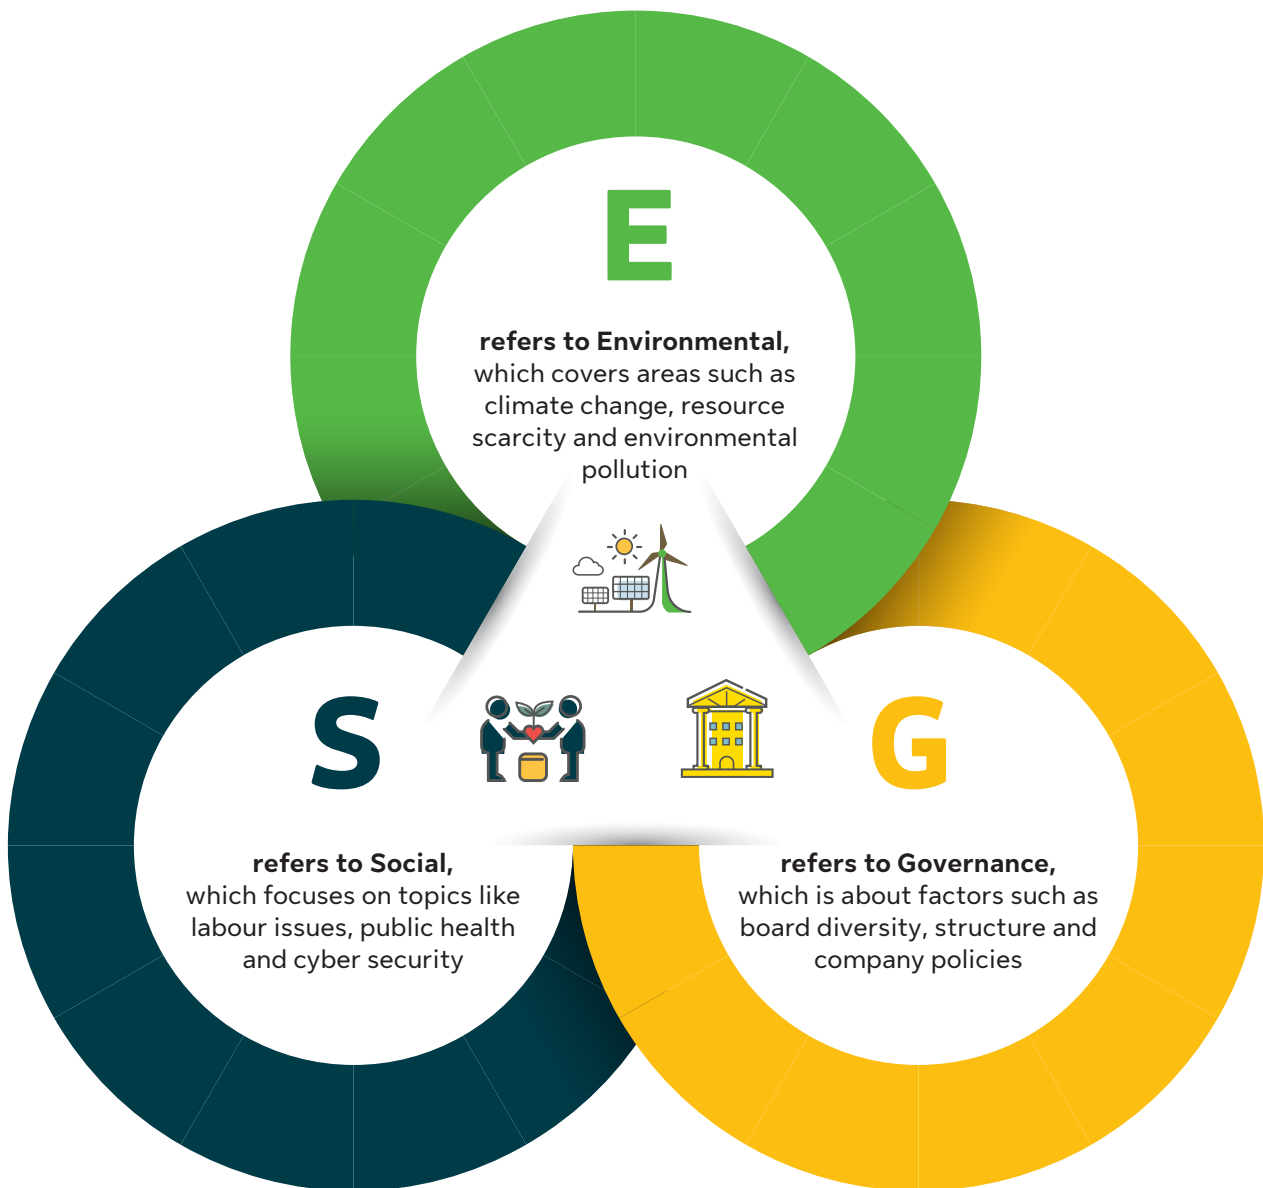 E
refers to Environmental,
which covers areas such as
climate change, resource
scarcity and environmental
pollution
S
refers to Social,
which focuses on topics like
labour issues, public health
and cyber security
G
refers to Governance,
which is about factors such as
board diversity, structure and
company policies